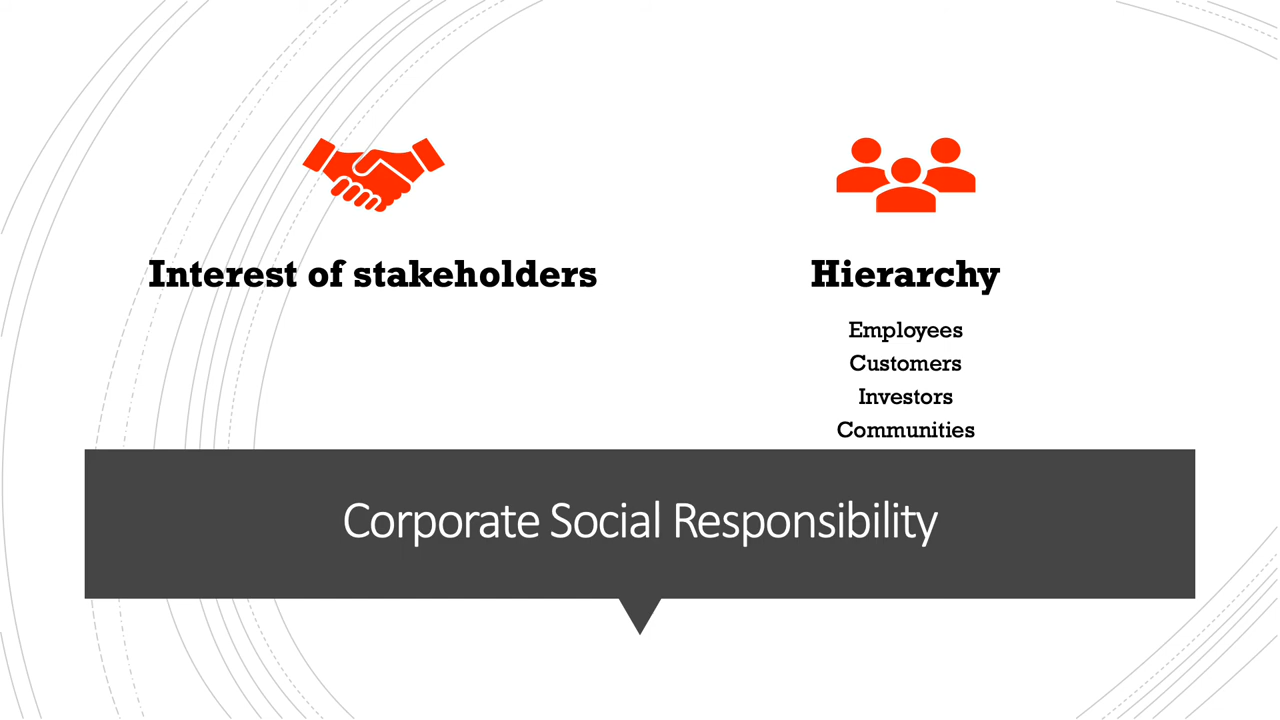 Interest of stakeholders
Hierarchy
Employees
Customers
Investors
Communities
Corporate Social Responsibility